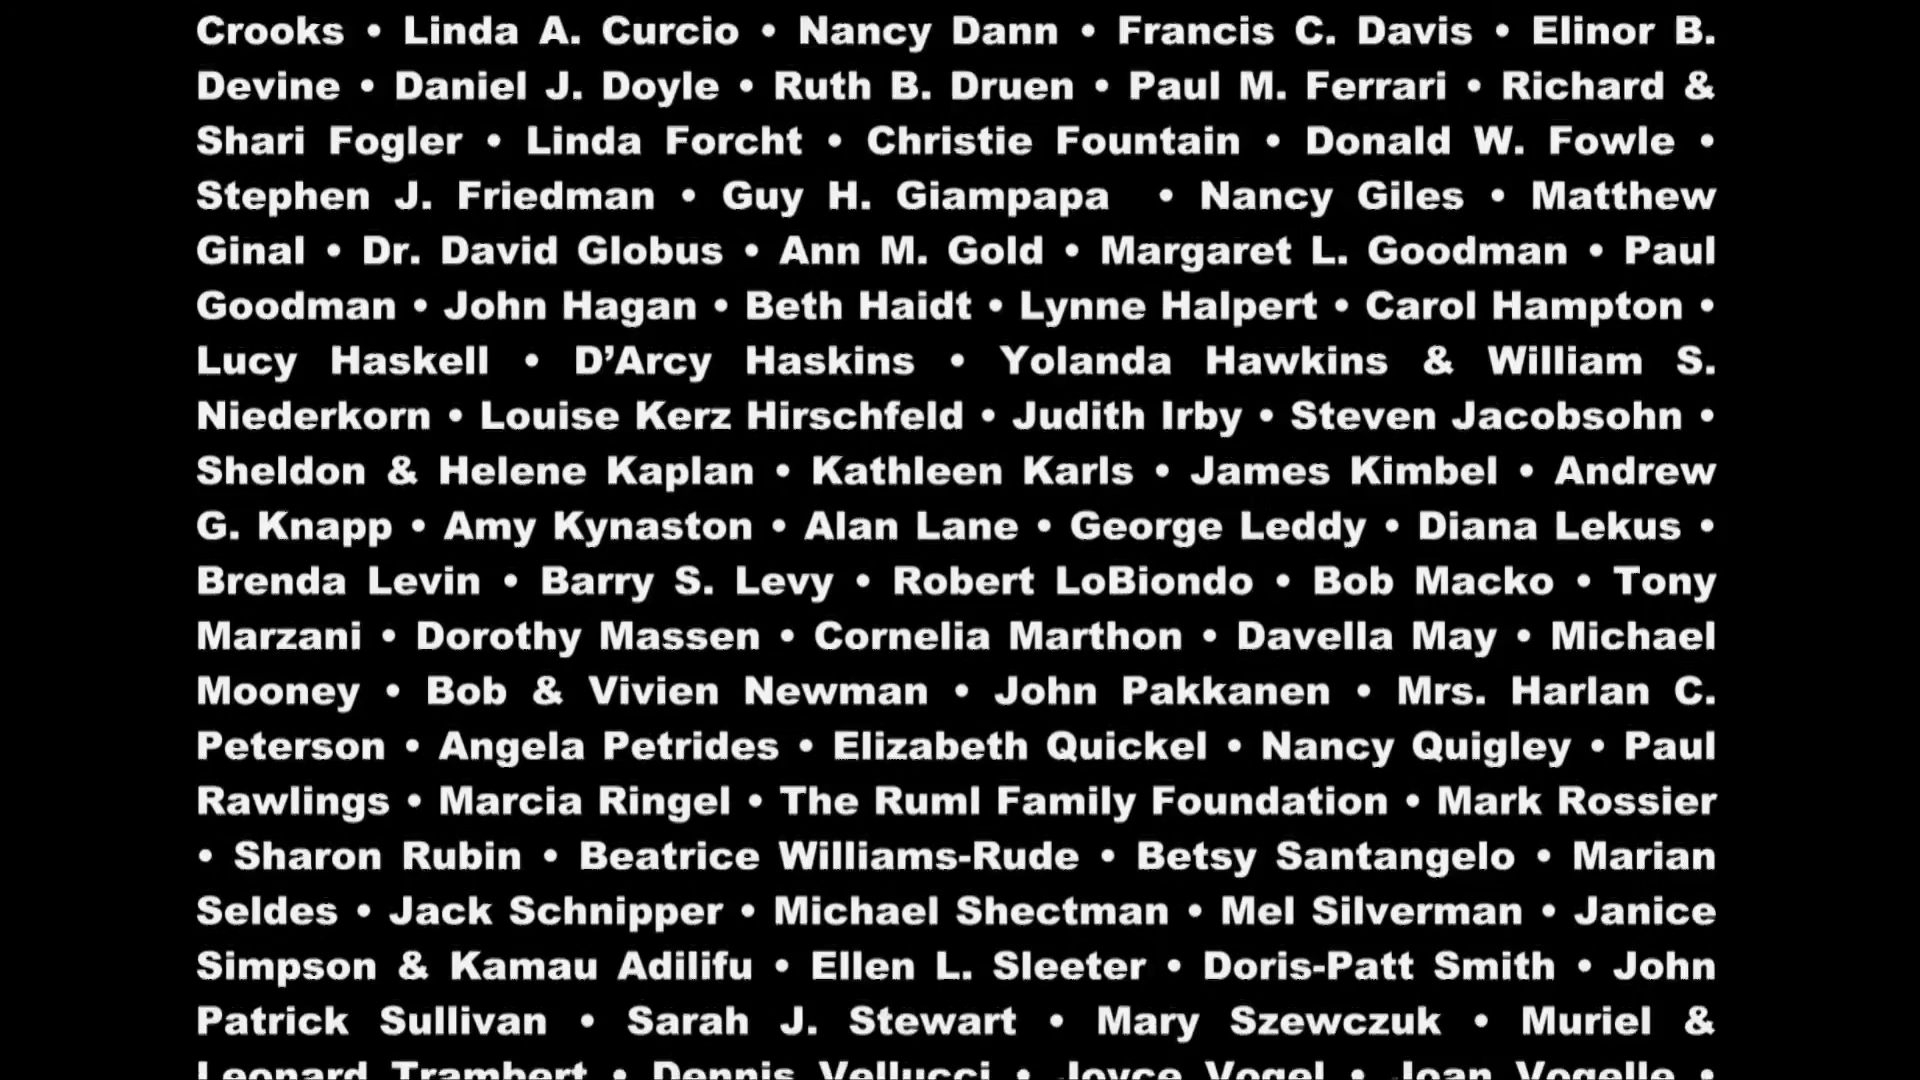 Crooks • Linda A. Curcio • Nancy Dann • Francis C. Davis • Elinor B.
Devine • Daniel J. Doyle • Ruth B. Druen • Paul M. Ferrari • Richard &
Shari Fogler • Linda Forcht • Christie Fountain • Donald W. Fowle •
Stephen J. Friedman • Guy H. Giampapa • Nancy Giles • Matthew
Ginal • Dr. David Globus • Ann M. Gold • Margaret L. Goodman • Paul
Goodman • John Hagan • Beth Haidt • Lynne Halpert • Carol Hampton •
Lucy Haskell • D’Arcy Haskins • Yolanda Hawkins & William S.
Niederkorn • Louise Kerz Hirschfeld • Judith Irby • Steven Jacobsohn •
Sheldon & Helene Kaplan • Kathleen Karls • James Kimbel • Andrew
G. Knapp • Amy Kynaston • Alan Lane • George Leddy • Diana Lekus •
Brenda Levin • Barry S. Levy • Robert LoBiondo • Bob Macko • Tony
Marzani • Dorothy Massen • Cornelia Marthon • Davella May • Michael
Mooney • Bob & Vivien Newman • John Pakkanen • Mrs. Harlan C.
Peterson • Angela Petrides • Elizabeth Quickel • Nancy Quigley • Paul
Rawlings • Marcia Ringel • The Ruml Family Foundation • Mark Rossier
• Sharon Rubin • Beatrice Williams-Rude • Betsy Santangelo • Marian
Seldes • Jack Schnipper • Michael Shectman • Mel Silverman • Janice
Simpson & Kamau Adilifu • Ellen L. Sleeter • Doris-Patt Smith • John
Patrick Sullivan • Sarah J. Stewart • Mary Szewczuk • Muriel &
Leonard Trambert • Dennis Vellucci • Joyce Vogel • Joan Vogelle •